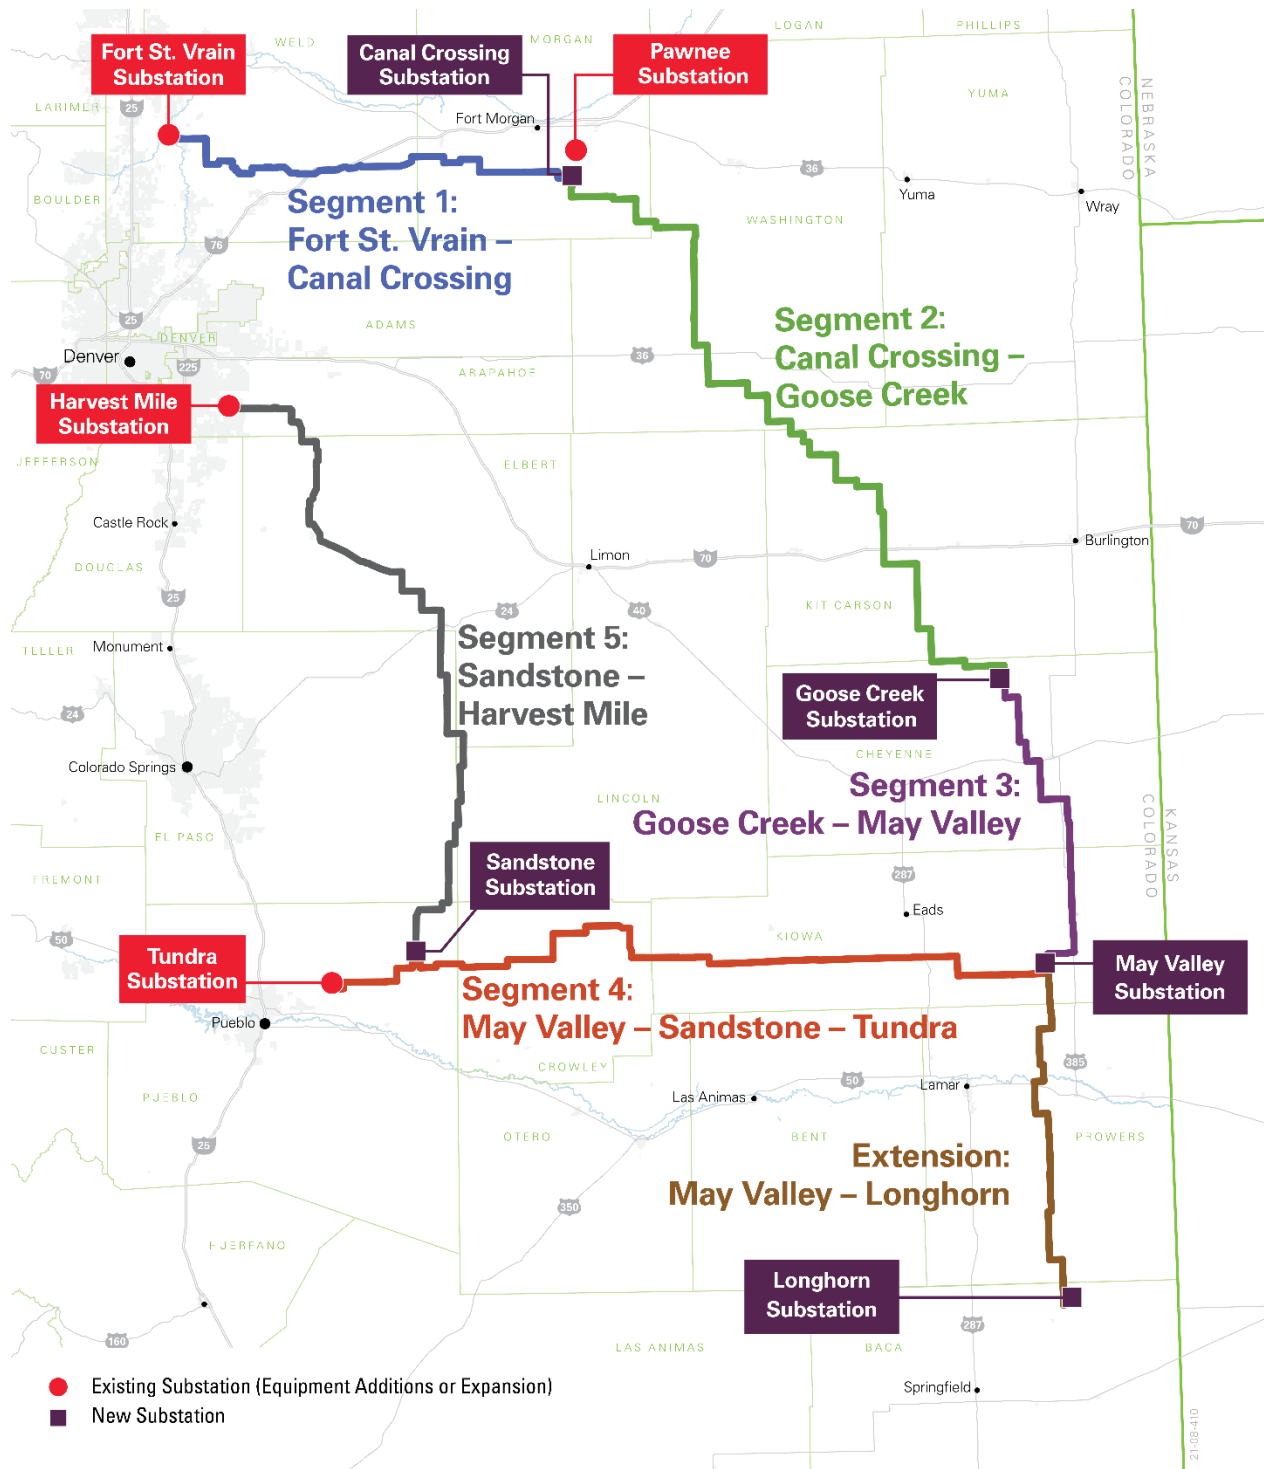 LOGAN
PHILLIPS
WELD
MORGAN
Fort St. Vrain
Substation
Canal Crossing
Substation
Pawnee
Substation
LARIMER
25
YUMA
NEBRASKA
COLORADO
Fort Morgan
36
Yuma
Wray
BOULDER
WASHINGTON
Segment 1:
Fort St. Vrain –
Canal Crossing
76
25
ADAMS
Segment 2:
Canal Crossing –
Goose Creek
DENVER
Denver
225
36
70
ARAPAHOE
Harvest Mile
Substation
JEFFERSON
ELBERT
Castle Rock
70
Burlington
Limon
70
DOUGLAS
25
24
40
KIT CARSON
TELLER
Monument
Segment 5:
Sandstone –
Harvest Mile
Goose Creek
Substation
24
CHEYENNE
Colorado Springs
Segment 3:
Goose Creek – May Valley
LINCOLN
KANSAS
COLORADO
EL PASO
Sandstone
Substation
FREMONT
287
Eads
50
KIOWA
Tundra
Substation
May Valley
Substation
Segment 4:
May Valley – Sandstone – Tundra
Pueblo
CUSTER
CROWLEY
385
50
Lamar
Las Animas
PUEBLO
OTERO
BENT
PROWERS
25
Extension:
May Valley – Longhorn
350
HUERFANO
Longhorn
Substation
287
160
LAS ANIMAS
BACA
Existing Substation (Equipment Additions or Expansion)
New Substation
Springfield
21-08-410